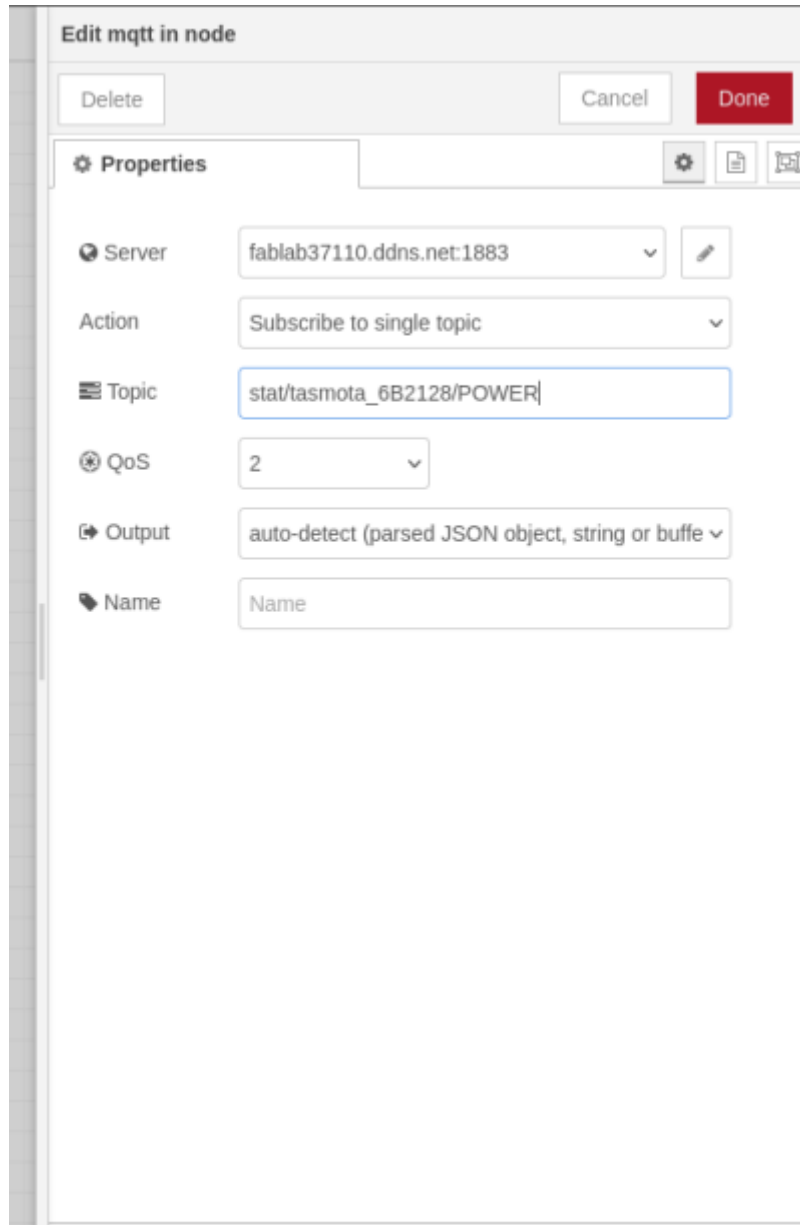 Edit mqtt in node
Delete
Cancel
Done
Properties
Server
fablab37110.ddns.net:1883
Action
Subscribe to single topic
Topic
stat/tasmota_6B2128/POWER
QoS
2
Output
auto-detect (parsed JSON object, string or buffe
Name
Name